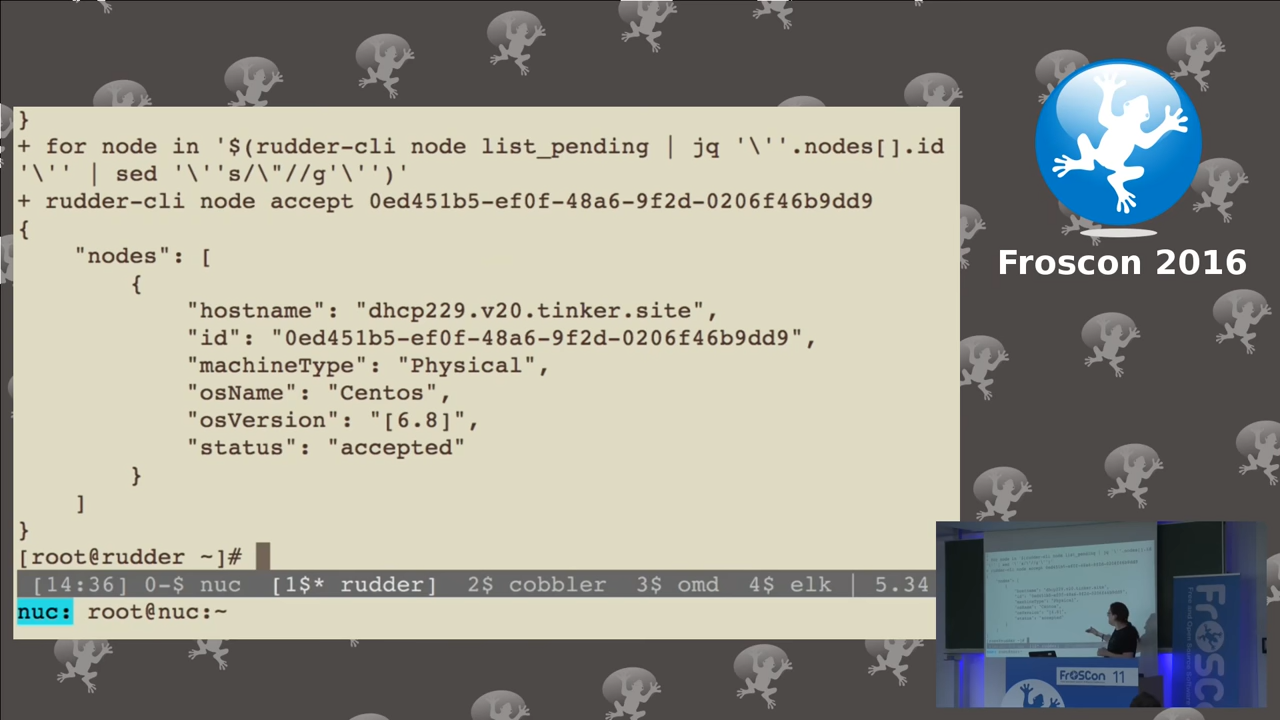 }
+ for node in '$(rudder-cli node list_pending | jq '\''.nodes[].id
'\'' | sed '\''s/\"//g'\'')'
+ rudder-cli node accept 0ed451b5-ef0f-48a6-9f2d-0206f46b9dd9
{
    "nodes": [
        {
            "hostname": "dhcp229.v20.tinker.site",
            "id": "0ed451b5-ef0f-48a6-9f2d-0206f46b9dd9",
            "machineType": "Physical",
            "osName": "Centos",
            "osVersion": "[6.8]",
            "status": "accepted"
        }
    ]
}
[root@rudder ~]#
[14:36] 0-$ nuc  [1$* rudder]  2$ cobbler  3$ omd  4$ elk | 5.34
nuc: root@nuc:~
Froscon 2016
FrOSCon 11
FrOSC